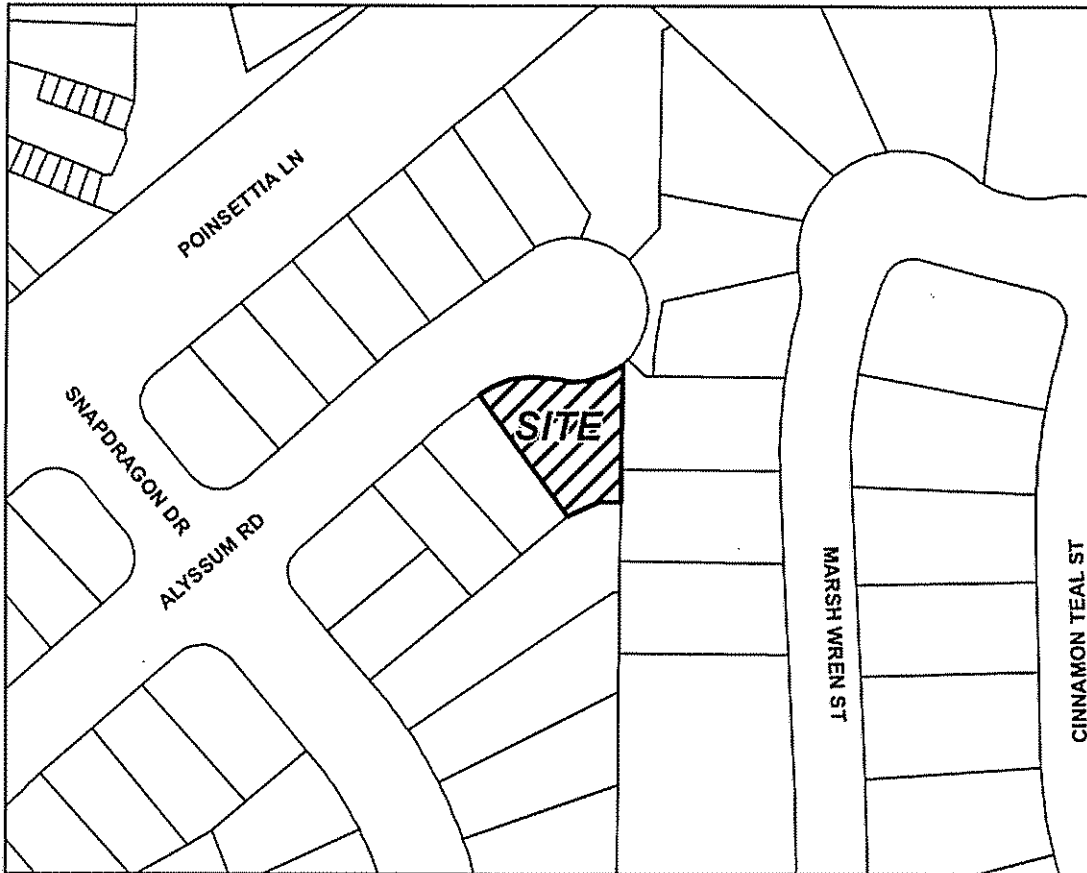 POINSETTIA LN
SNAPDRAGON DR
SITE
ALYSSUM RD
MARSH WREN ST
CINNAMON TEAL ST